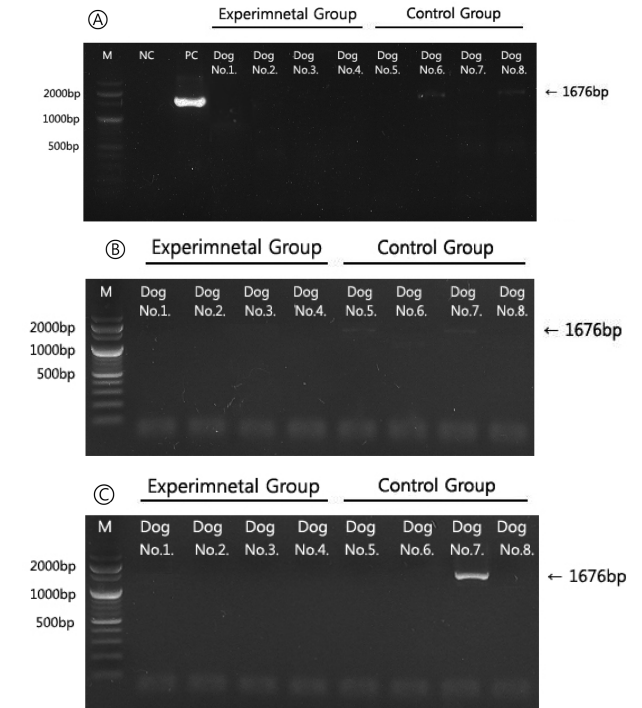 Ⓐ Experimnetal Group Control Group
M NC PC Dog No.1. Dog No.2. Dog No.3. Dog No.4. Dog No.5. Dog No.6. Dog No.7. Dog No.8.
2000bp
← 1676bp
1000bp
500bp
Ⓑ Experimnetal Group Control Group
M Dog No.1. Dog No.2. Dog No.3. Dog No.4. Dog No.5. Dog No.6. Dog No.7. Dog No.8.
2000bp
← 1676bp
1000bp
500bp
Ⓒ Experimnetal Group Control Group
M Dog No.1. Dog No.2. Dog No.3. Dog No.4. Dog No.5. Dog No.6. Dog No.7. Dog No.8.
2000bp
← 1676bp
1000bp
500bp